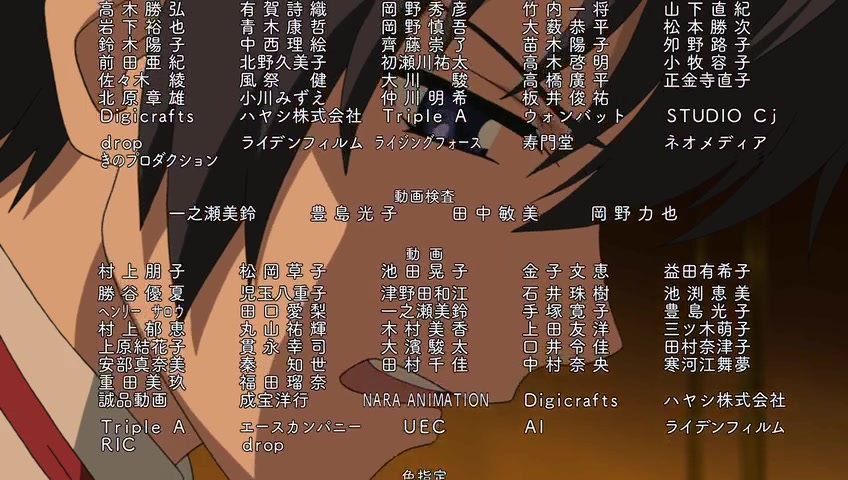 高木勝弘 有賀詩織 岡野秀彦 竹内一将 山下直紀
岩下裕也 青木康哲 岡野慎吾 大薮恭平 松本勝次
鈴木陽子 中西理絵 齊藤崇了 苗木陽子 夘野路子
前田亜紀 北野久美子 初瀬川祐太 高木啓明 小牧容子
佐々木綾 風祭健 大川駿 高橋廣平 正金寺直子
北原章雄 小川みずえ 仲川明希 板井俊祐
Digicrafts ハヤシ株式会社 Triple A ウォンバット STUDIO Cj
drop ライデンフィルム ライジングフォース 寿門堂 ネオメディア
きのプロダクション
動画検査
一之瀬美鈴 豊島光子 田中敏美 岡野力也
動画
村上朋子 松岡草子 池田晃子 金子文恵 益田有希子
勝谷優夏 児玉八重子 津野田和江 石井珠樹 池渕恵美
ヘンリー サロウ 田口愛梨 一之瀬美鈴 手塚寛子 豊島光子
村上郁恵 丸山祐輝 木村美香 上田友洋 三ツ木萌子
上原結花子 貫永幸司 大濱駿太 口井令佳 田村奈津子
安部真奈美 秦知世 田村千佳 中村奈央 寒河江舞夢
重田美玖 福田瑠奈
誠品動画 成宝洋行 NARA ANIMATION Digicrafts ハヤシ株式会社
Triple A エースカンパニー UEC AI ライデンフィルム
RIC drop
色指定